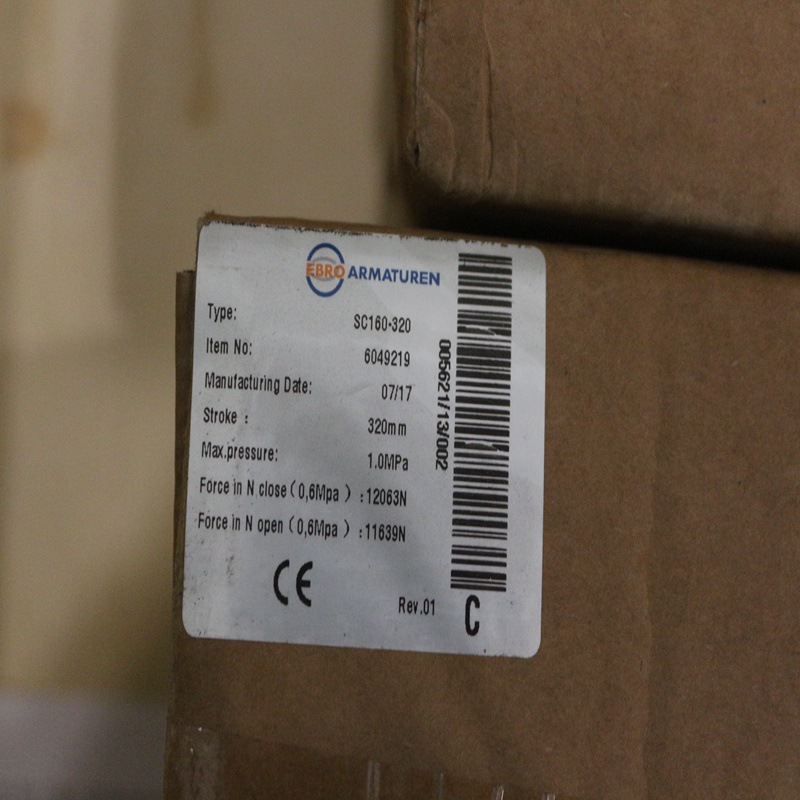 EBRO ARMATUREN
Type: SC160-320
Item No: 6049219
Manufacturing Date: 07/17
Stroke : 320mm
Max.pressure: 1.0MPa
Force in N close ( 0,6Mpa ) : 12063N
Force in N open ( 0,6Mpa ) : 11639N
CE
Rev.01
C
005621/13/002